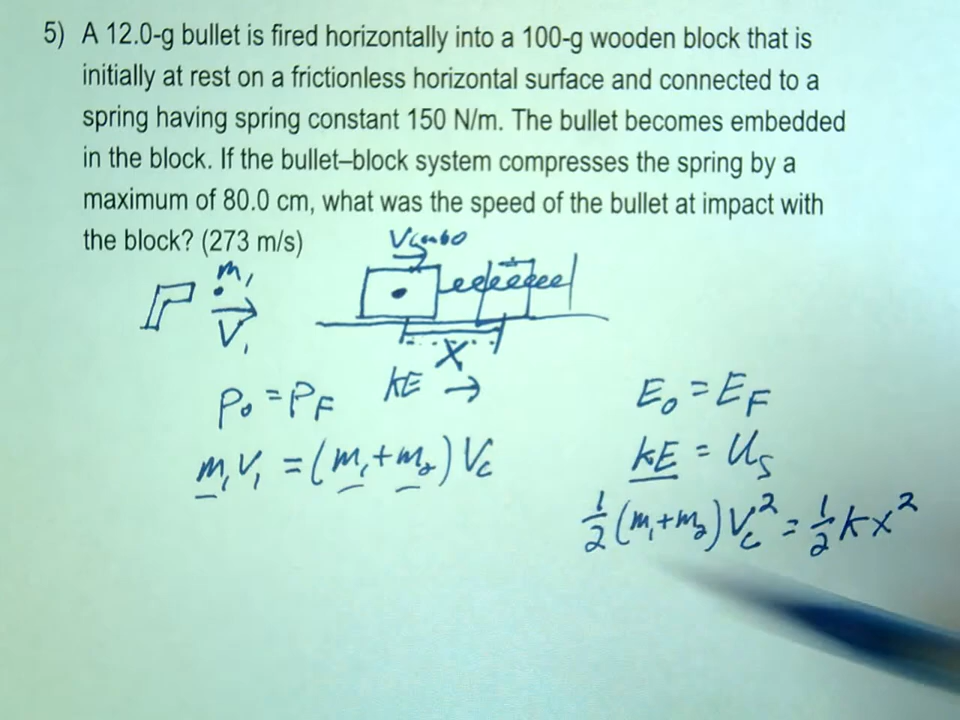 5) A 12.0-g bullet is fired horizontally into a 100-g wooden block that is
initially at rest on a frictionless horizontal surface and connected to a
spring having spring constant 150 N/m. The bullet becomes embedded
in the block. If the bullet–block system compresses the spring by a
maximum of 80.0 cm, what was the speed of the bullet at impact with
the block? (273 m/s)
Vcombo
m₁
V₁
X
KE
P₀ = PF
m₁V₁ = (m₁+m₂)Vc
E₀ = EF
KE = Us
½(m₁+m₂)Vc² = ½kx²